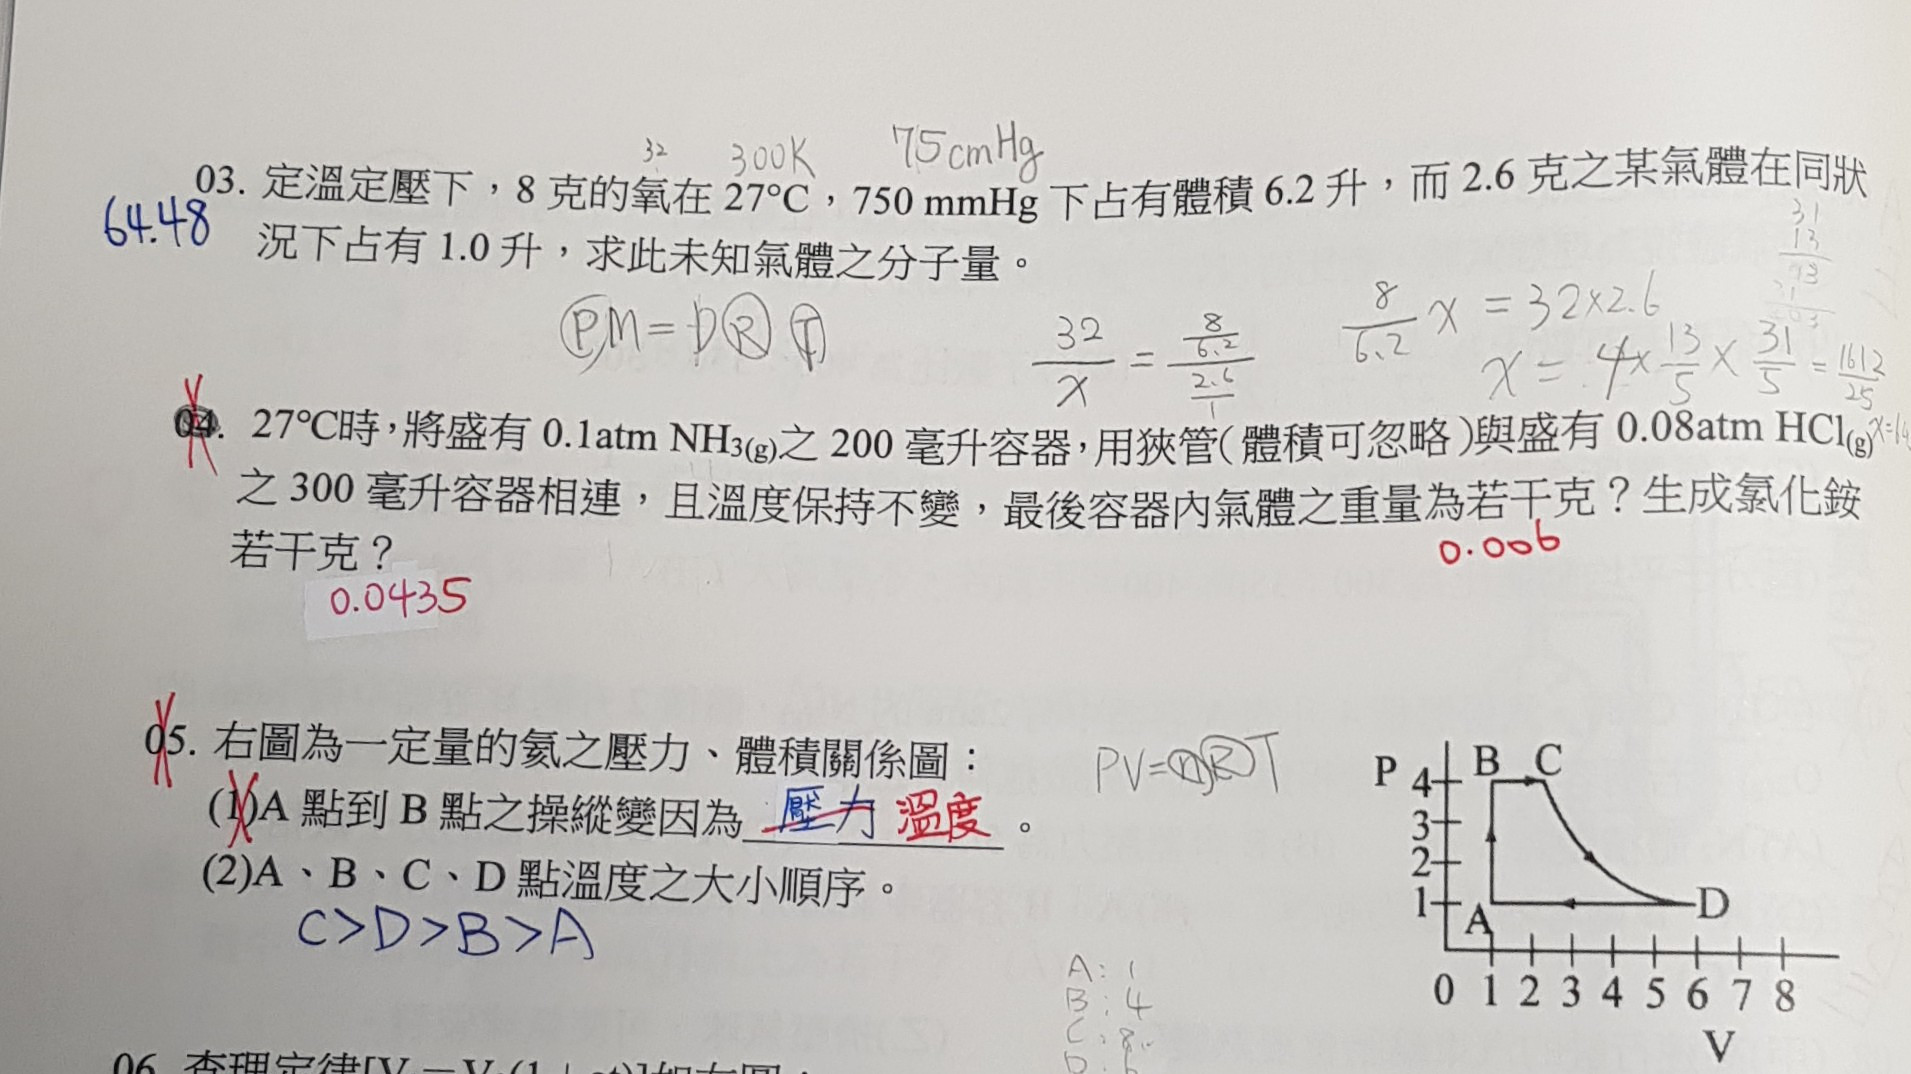 32 300K 75cmHg
03. 定溫定壓下，8 克的氧在 27°C，750 mmHg 下占有體積 6.2 升，而 2.6 克之某氣體在同狀
64.48
況下占有 1.0 升，求此未知氣體之分子量。
31
13
93
PM=DRT
32/x = (8/6.2)/(2.6/1)
8/6.2 x = 32×2.6
x = 4×13/5×31/5=1612/25
04. 27°C時，將盛有 0.1atm NH3(g)之 200 毫升容器，用狹管(體積可忽略)與盛有 0.08atm HCl(g)
之 300 毫升容器相連，且溫度保持不變，最後容器內氣體之重量為若干克？生成氯化銨
0.006
若干克？
0.0435
05. 右圖為一定量的氦之壓力、體積關係圖：
PV=nRT
(1)A 點到 B 點之操縱變因為 壓力 溫度 。
(2)A、B、C、D 點溫度之大小順序。
C>D>B>A
A: 1
B: 4
C: 8.
D: 6
P
4 B C
3
2
1 A D
0 1 2 3 4 5 6 7 8
V